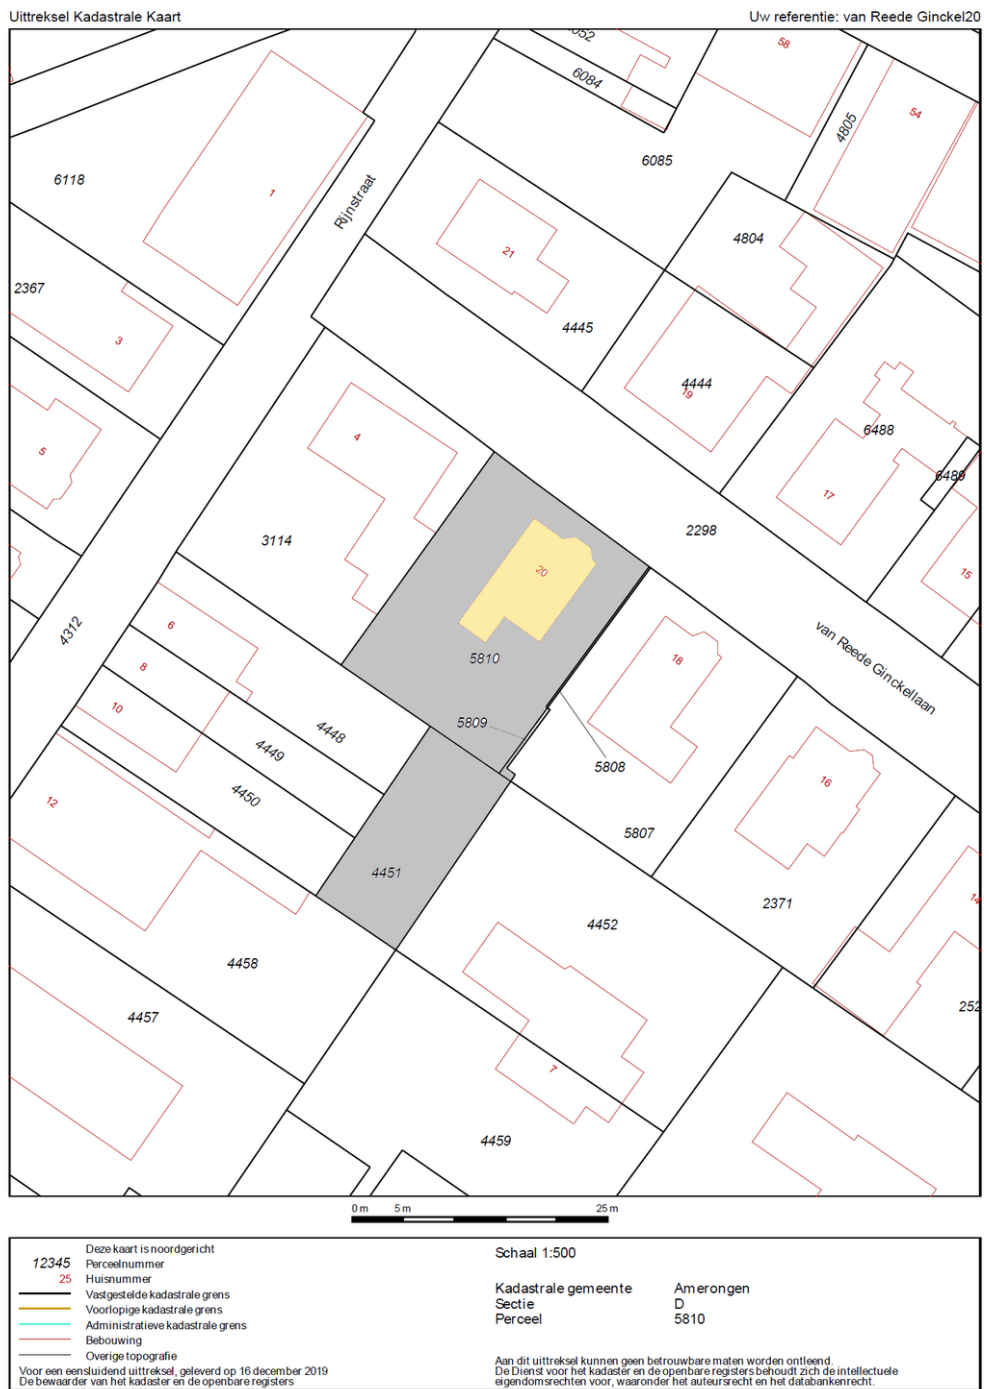 Uittreksel Kadastrale Kaart
Uw referentie: van Reede Ginckel20
58
6084
54
4805
6085
6118
1
Rijnstraat
4804
21
2367
4445
3
4444
19
4
6488
5
6489
17
2298
3114
20
15
4312
6
van Reede Ginckellaan
5810
18
8
10
5809
4448
4449
5808
4450
16
12
5807
4451
14
2371
4452
4458
252
4457
7
4459
0 m 5 m 25 m
Deze kaart is noordgericht
12345 Perceelnummer
25 Huisnummer
Vastgestelde kadastrale grens
Voorlopige kadastrale grens
Administratieve kadastrale grens
Bebouwing
Overige topografie
Voor een eensluidend uittreksel, geleverd op 16 december 2019
De bewaarder van het kadaster en de openbare registers
Schaal 1:500
Kadastrale gemeente Amerongen
Sectie D
Perceel 5810
Aan dit uittreksel kunnen geen betrouwbare maten worden ontleend.
De Dienst voor het kadaster en de openbare registers behoudt zich de intellectuele
eigendomsrechten voor, waaronder het auteursrecht en het databankenrecht.